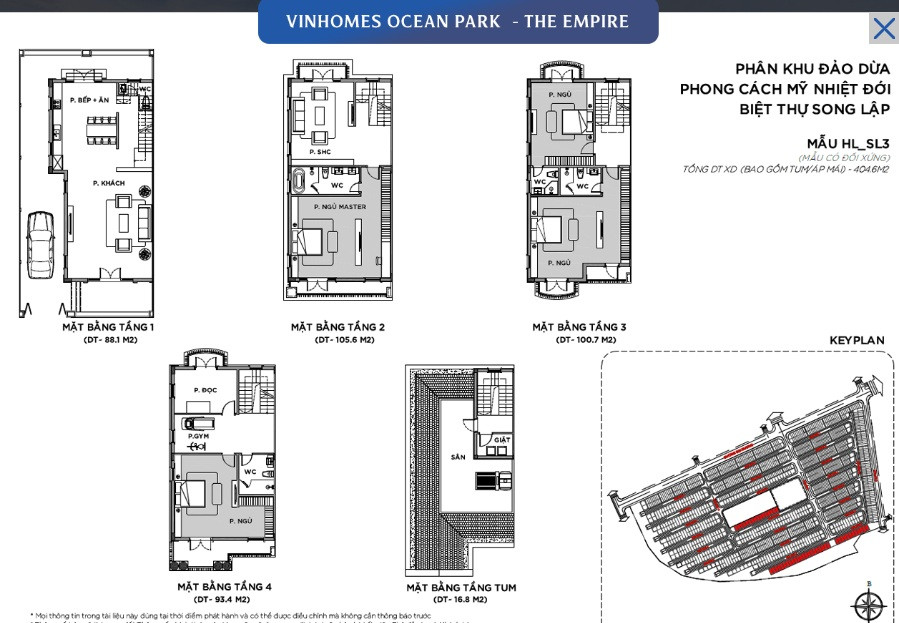 VINHOMES OCEAN PARK - THE EMPIRE
PHÂN KHU ĐẢO DỪA
PHONG CÁCH MỸ NHIỆT ĐỚI
BIỆT THỰ SONG LẬP
MẪU HL_SL3
(MẪU CÓ ĐỐI XỨNG)
TỔNG DT XD (BAO GỒM TUM/ÁP MÁI) - 404.6M2
WC
P. BẾP + ĂN
P. KHÁCH
MẶT BẰNG TẦNG 1
(DT- 88.1 M2)
P. SHC
WC
P. NGỦ MASTER
MẶT BẰNG TẦNG 2
(DT- 105.6 M2)
P. NGỦ
WC
WC
P. NGỦ
MẶT BẰNG TẦNG 3
(DT- 100.7 M2)
P. ĐỌC
P.GYM
WC
P. NGỦ
MẶT BẰNG TẦNG 4
(DT- 93.4 M2)
GIẶT
SÂN
MẶT BẰNG TẦNG TUM
(DT- 16.8 M2)
KEYPLAN
B
* Mọi thông tin trong tài liệu này đúng tại thời điểm phát hành và có thể được điều chỉnh mà không cần thông báo trước